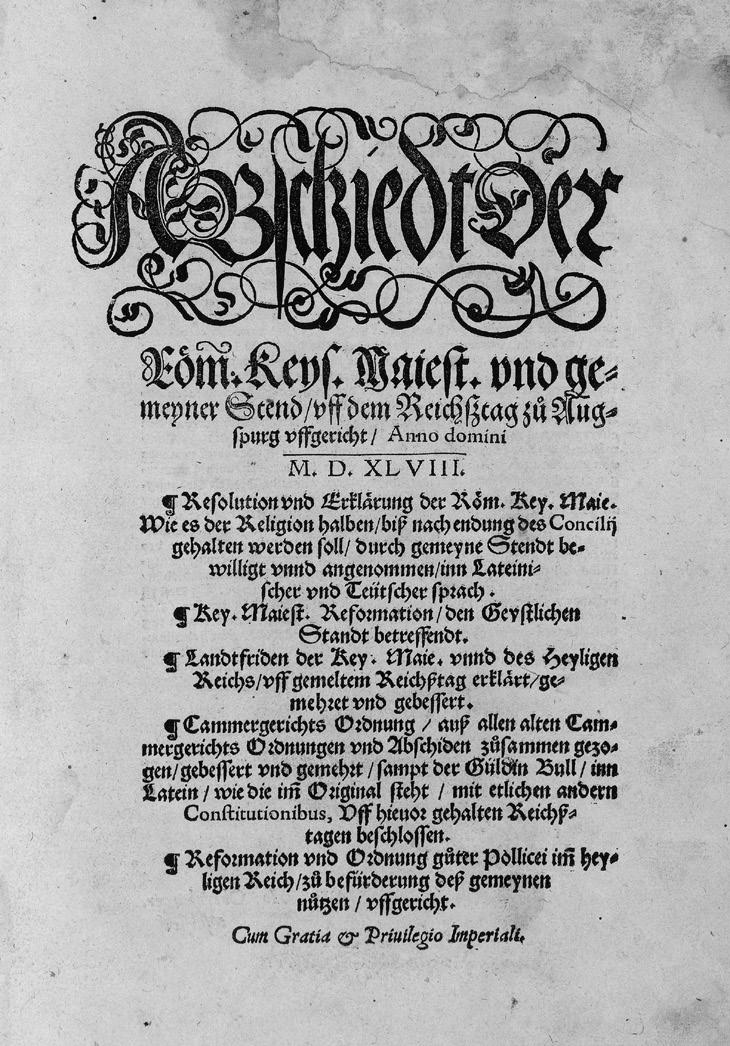 Abschiedt der
Röm̃. Keys. Maiest. vnd ge-
meyner Stend/vff dem Reichßtag zů Aug-
spurg vffgericht/ Anno domini
M. D. XLVIII.
¶ Resolution vnd Erklärung der Röm. Key. Maie.
Wie es der Religion halben/biß nach endung des Concilij
gehalten werden soll/ durch gemeyne Stendt be-
willigt vnnd angenommen/inn Lateini-
scher vnd Teütscher sprach.
¶ Key. Maiest. Reformation/den Geystlichen
Standt betreffendt.
¶ Landtfriden der Key. Maie. vnnd des Heyligen
Reichs/vff gemeltem Reichßtag erklärt/ge-
mehret vnd gebessert.
¶ Cammergerichts Ordnung / auß allen alten Cam-
mergerichts Ordnungen vnd Abschiden zůsammen gezo-
gen/gebessert vnd gemehrt /sampt der Güldin Bull / inn
Latein / wie die im̃ Original steht / mit etlichen andern
Constitutionibus, Vff hieuor gehalten Reichß-
tagen beschlossen.
¶ Reformation vnd Ordnung gůter Pollicei im̃ hey-
ligen Reich/zů befürderung deß gemeynen
nützen / vffgericht.
Cum Gratia & Priuilegio Imperiali.